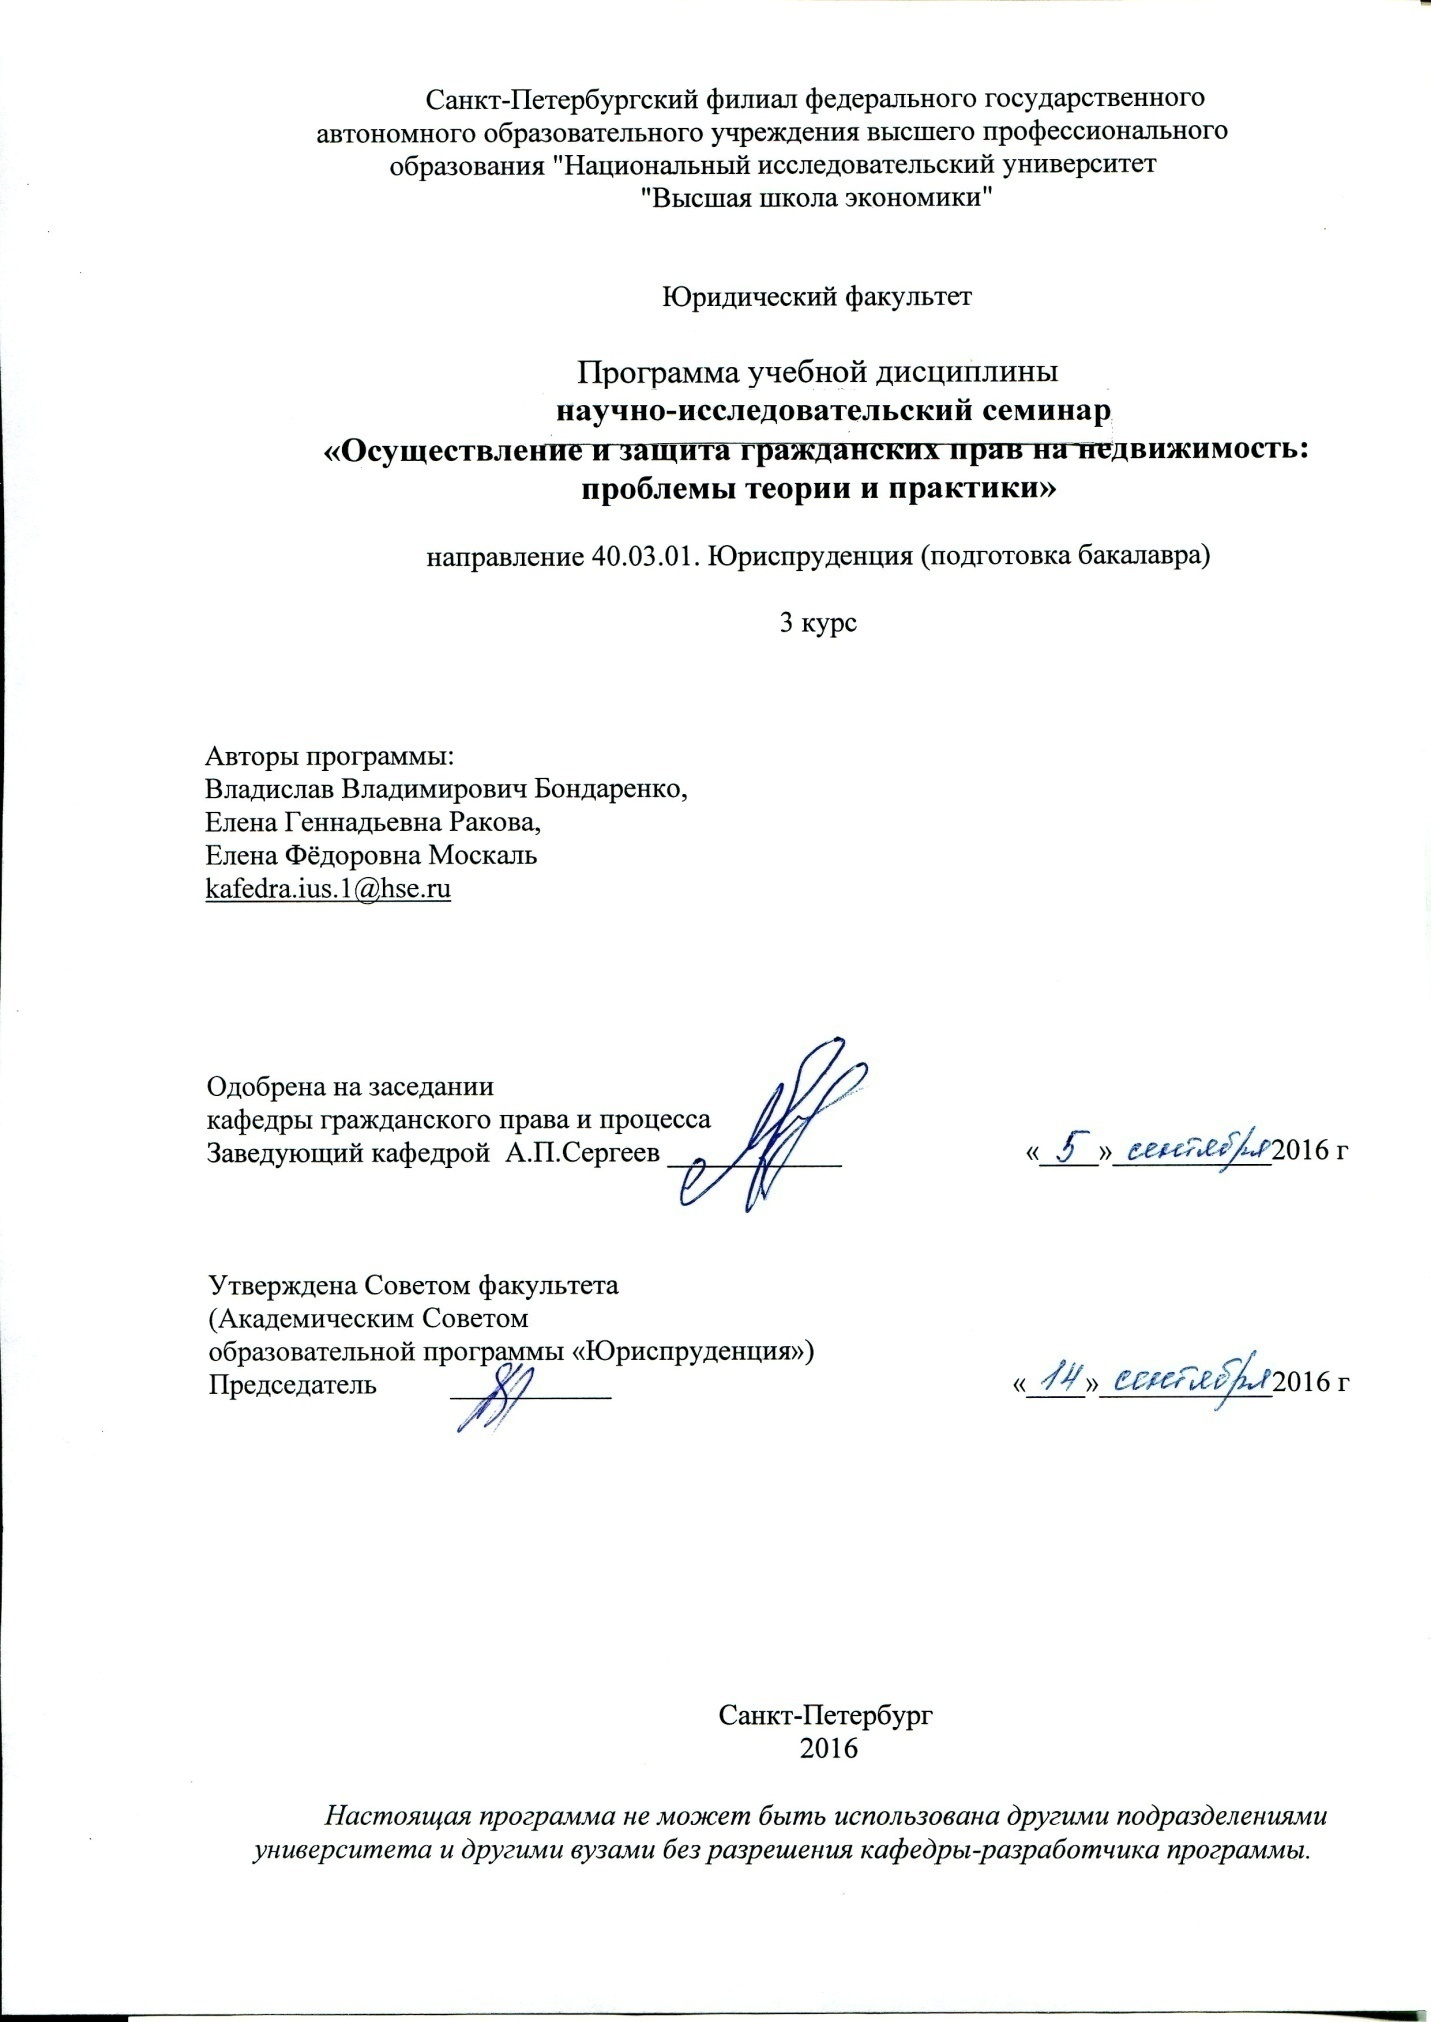 Санкт-Петербургский филиал федерального государственного
автономного образовательного учреждения высшего профессионального
образования "Национальный исследовательский университет
"Высшая школа экономики"
Юридический факультет
Программа учебной дисциплины
научно-исследовательский семинар
«Осуществление и защита гражданских прав на недвижимость:
проблемы теории и практики»
направление 40.03.01. Юриспруденция (подготовка бакалавра)
3 курс
Авторы программы:
Владислав Владимирович Бондаренко,
Елена Геннадьевна Ракова,
Елена Фёдоровна Москаль
kafedra.ius.1@hse.ru
Одобрена на заседании
кафедры гражданского права и процесса
Заведующий кафедрой А.П.Сергеев ____________ «5» сентября 2016 г
Утверждена Советом факультета
(Академическим Советом
образовательной программы «Юриспруденция»)
Председатель ___________ «14» сентября 2016 г
Санкт-Петербург
2016
Настоящая программа не может быть использована другими подразделениями
университета и другими вузами без разрешения кафедры-разработчика программы.